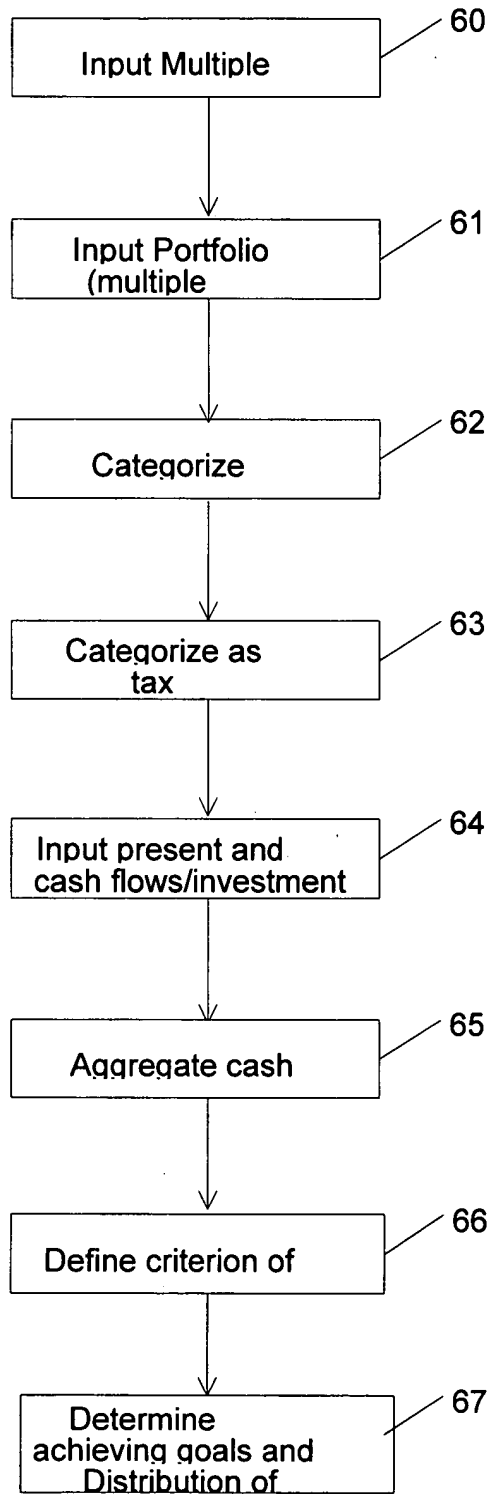 60
Input Multiple
61
Input Portfolio
(multiple
62
Categorize
63
Categorize as
tax
64
Input present and
cash flows/investment
65
Aggregate cash
66
Define criterion of
67
Determine
achieving goals and
Distribution of